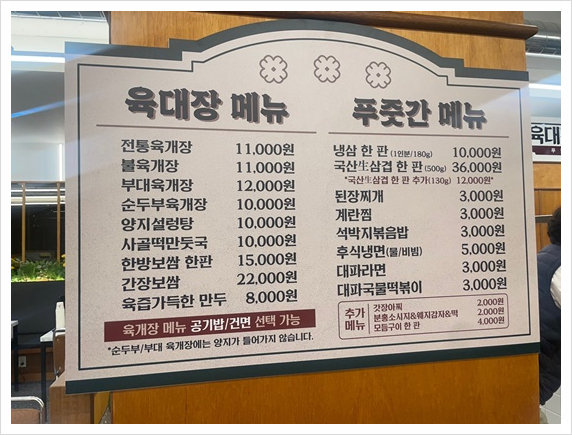 육대장 메뉴
전통육개장 11,000원
불육개장 11,000원
부대육개장 12,000원
순두부육개장 10,000원
양지설렁탕 10,000원
사골떡만둣국 10,000원
한방보쌈 한판 15,000원
간장보쌈 22,000원
육즙가득한 만두 8,000원
육개장 메뉴 공기밥/건면 선택 가능
*순두부/부대 육개장에는 양지가 들어가지 않습니다.
푸줏간 메뉴
냉삼 한 판 (1인분/180g) 10,000원
국산生삼겹 한 판 (500g) 36,000원
*국산生삼겹 한 판 추가(130g) 12,000원*
된장찌개 3,000원
계란찜 3,000원
석박지볶음밥 3,000원
후식냉면(물/비빔) 5,000원
대파라면 3,000원
대파국물떡볶이 3,000원
추가 메뉴
갓장아찌 2,000원
분홍소시지&웨지감자&떡 2,000원
모듬구이 한 판 4,000원
육대